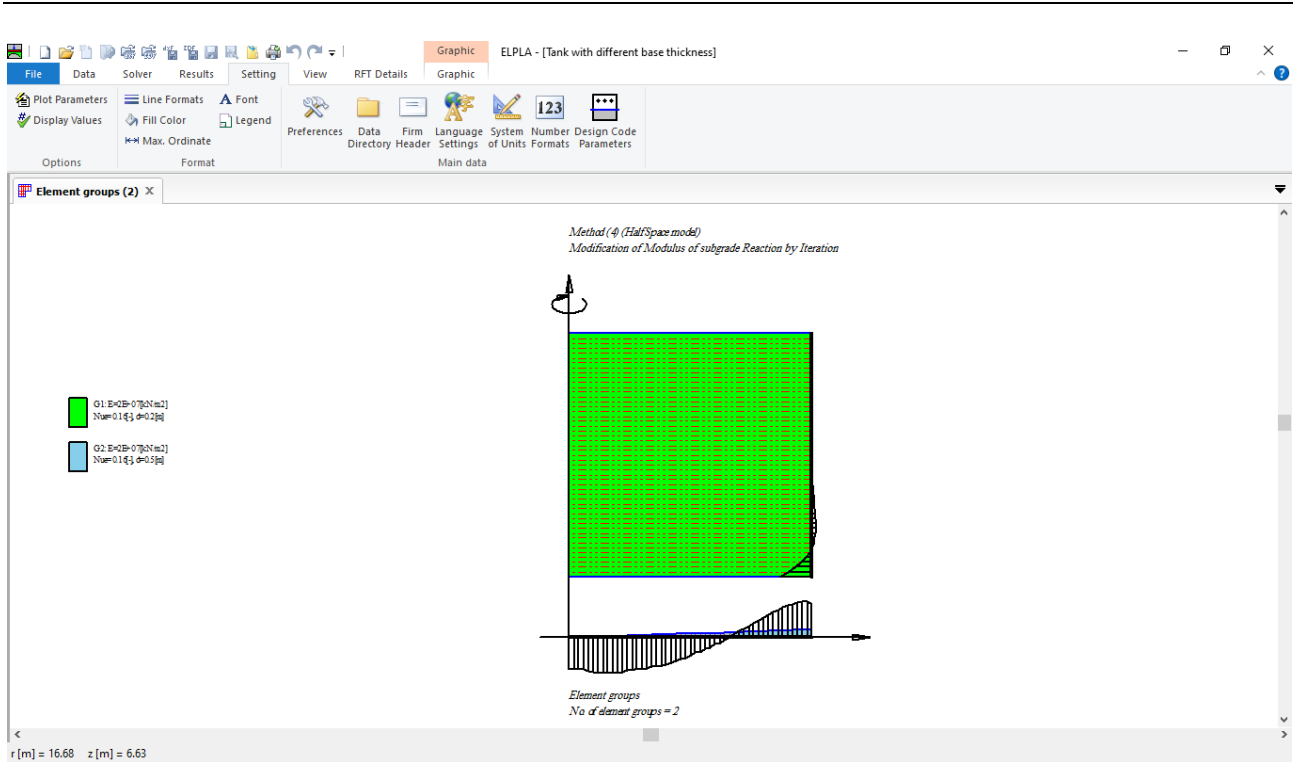 Graphic
ELPLA - [Tank with different base thickness]
File Data Solver Results Setting View RFT Details Graphic
Plot Parameters
Display Values
Options
Line Formats
Fill Color
Max. Ordinate
Font
Legend
Format
Preferences
Data Directory
Firm Header
Language Settings
System of Units
123
Number Formats
Design Code Parameters
Main data
Element groups (2)
Method (4) (Half Space model)
Modification of Modulus of subgrade Reaction by Iteration
G1: E=2E+07[kN/m2]
Nue=0.16[-], d=0.2[m]
G2: E=2E+07[kN/m2]
Nue=0.16[-], d=0.5[m]
Element groups
No. of element groups = 2
r [m] = 16.68 z [m] = 6.63